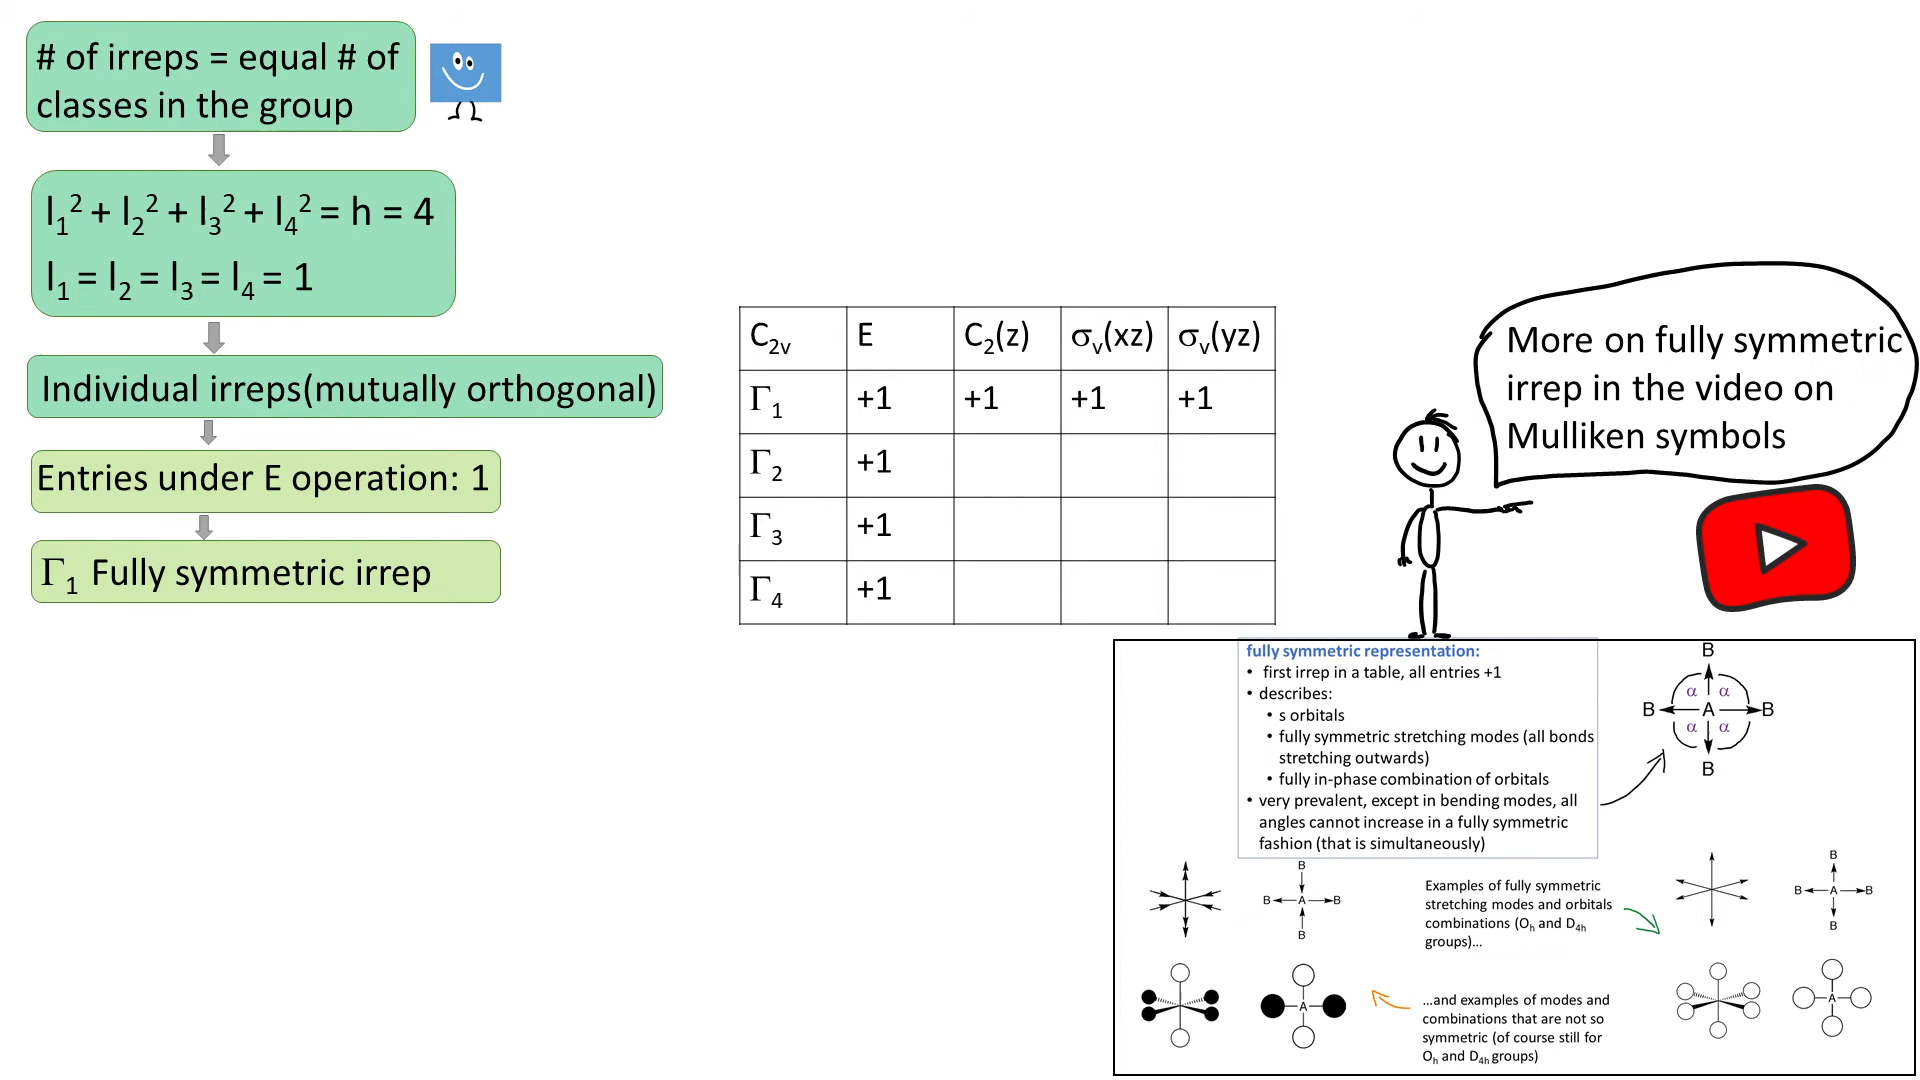 # of irreps = equal # of
classes in the group
l₁² + l₂² + l₃² + l₄² = h = 4
l₁ = l₂ = l₃ = l₄ = 1
Individual irreps(mutually orthogonal)
Entries under E operation: 1
Γ₁ Fully symmetric irrep
C₂ᵥ E C₂(z) σᵥ(xz) σᵥ(yz)
Γ₁ +1 +1 +1 +1
Γ₂ +1
Γ₃ +1
Γ₄ +1
More on fully symmetric
irrep in the video on
Mulliken symbols
fully symmetric representation:
• first irrep in a table, all entries +1
• describes:
• s orbitals
• fully symmetric stretching modes (all bonds
stretching outwards)
• fully in-phase combination of orbitals
• very prevalent, except in bending modes, all
angles cannot increase in a fully symmetric
fashion (that is simultaneously)
B
α α
B A B
α α
B
B
B A B
B
Examples of fully symmetric
stretching modes and orbitals
combinations (Oₕ and D₄ₕ
groups)...
B
B A B
B
A
...and examples of modes and
combinations that are not so
symmetric (of course still for
Oₕ and D₄ₕ groups)
A